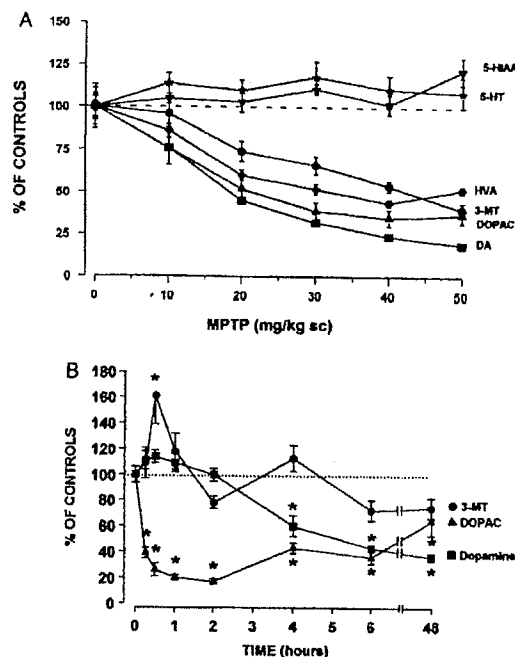 A
% OF CONTROLS
150
125
100
75
50
25
0
5-HIAA
5-HT
HVA
3-MT
DOPAC
DA
0 10 20 30 40 50
MPTP (mg/kg sc)
B
% OF CONTROLS
180
160
140
120
100
80
60
40
20
0
3-MT
DOPAC
Dopamine
0 1 2 4 6 48
TIME (hours)